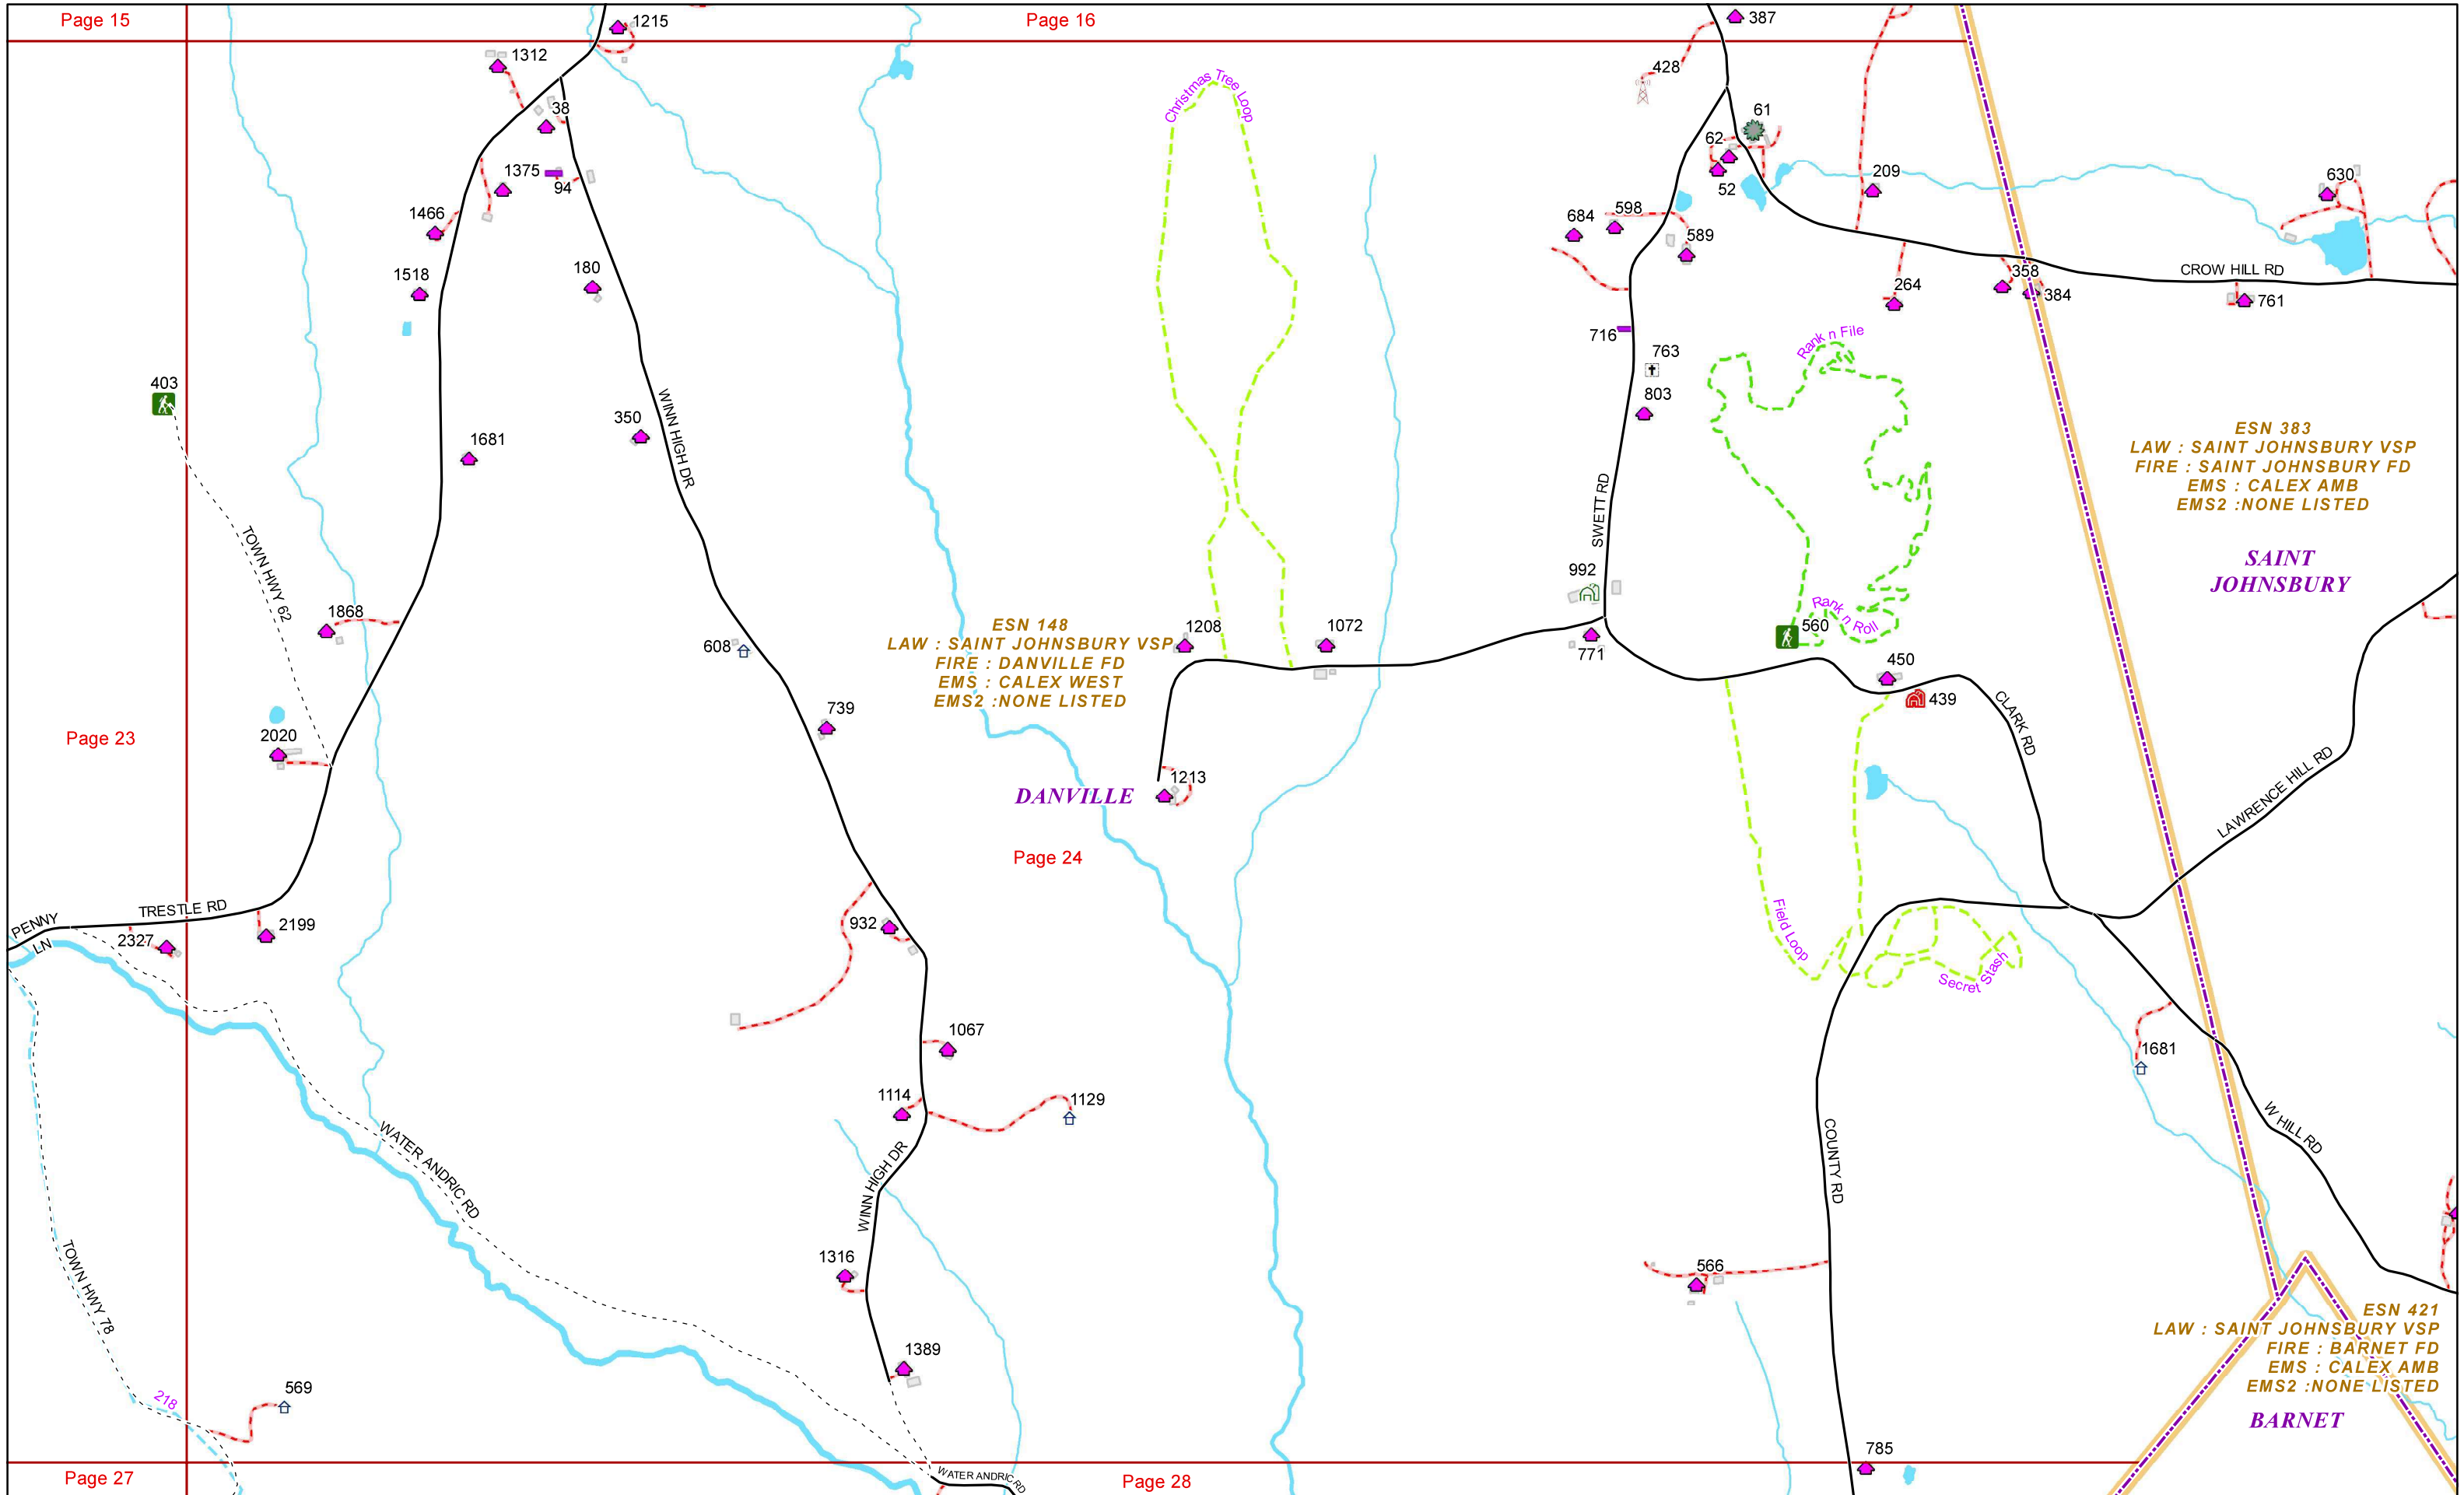 Page 15
1215
Page 16
387
1312
428
38
61
Christmas Tree Loop
62
1375
94
52
209
630
1466
684
598
589
1518
180
264
358
384
CROW HILL RD
761
716
763
Rank n File
403
803
WINN HIGH DR
350
1681
ESN 383
LAW : SAINT JOHNSBURY VSP
FIRE : SAINT JOHNSBURY FD
EMS : CALEX AMB
EMS2 :NONE LISTED
SWETT RD
TOWN HWY 62
SAINT
JOHNSBURY
992
1868
ESN 148
LAW : SAINT JOHNSBURY VSP
FIRE : DANVILLE FD
EMS : CALEX WEST
EMS2 :NONE LISTED
608
1208
1072
771
560
Rank
n Roll
450
439
CLARK RD
739
Page 23
2020
1213
DANVILLE
LAWRENCE HILL RD
Page 24
PENNY
LN
TRESTLE RD
2327
2199
932
Field Loop
Secret Stash
1067
1681
1114
1129
WATER ANDRIC RD
COUNTY RD
W HILL RD
WINN HIGH DR
TOWN HWY 78
1316
566
ESN 421
LAW : SAINT JOHNSBURY VSP
FIRE : BARNET FD
EMS : CALEX AMB
EMS2 :NONE LISTED
BARNET
1389
218
569
785
Page 27
WATER ANDRIC RD
Page 28